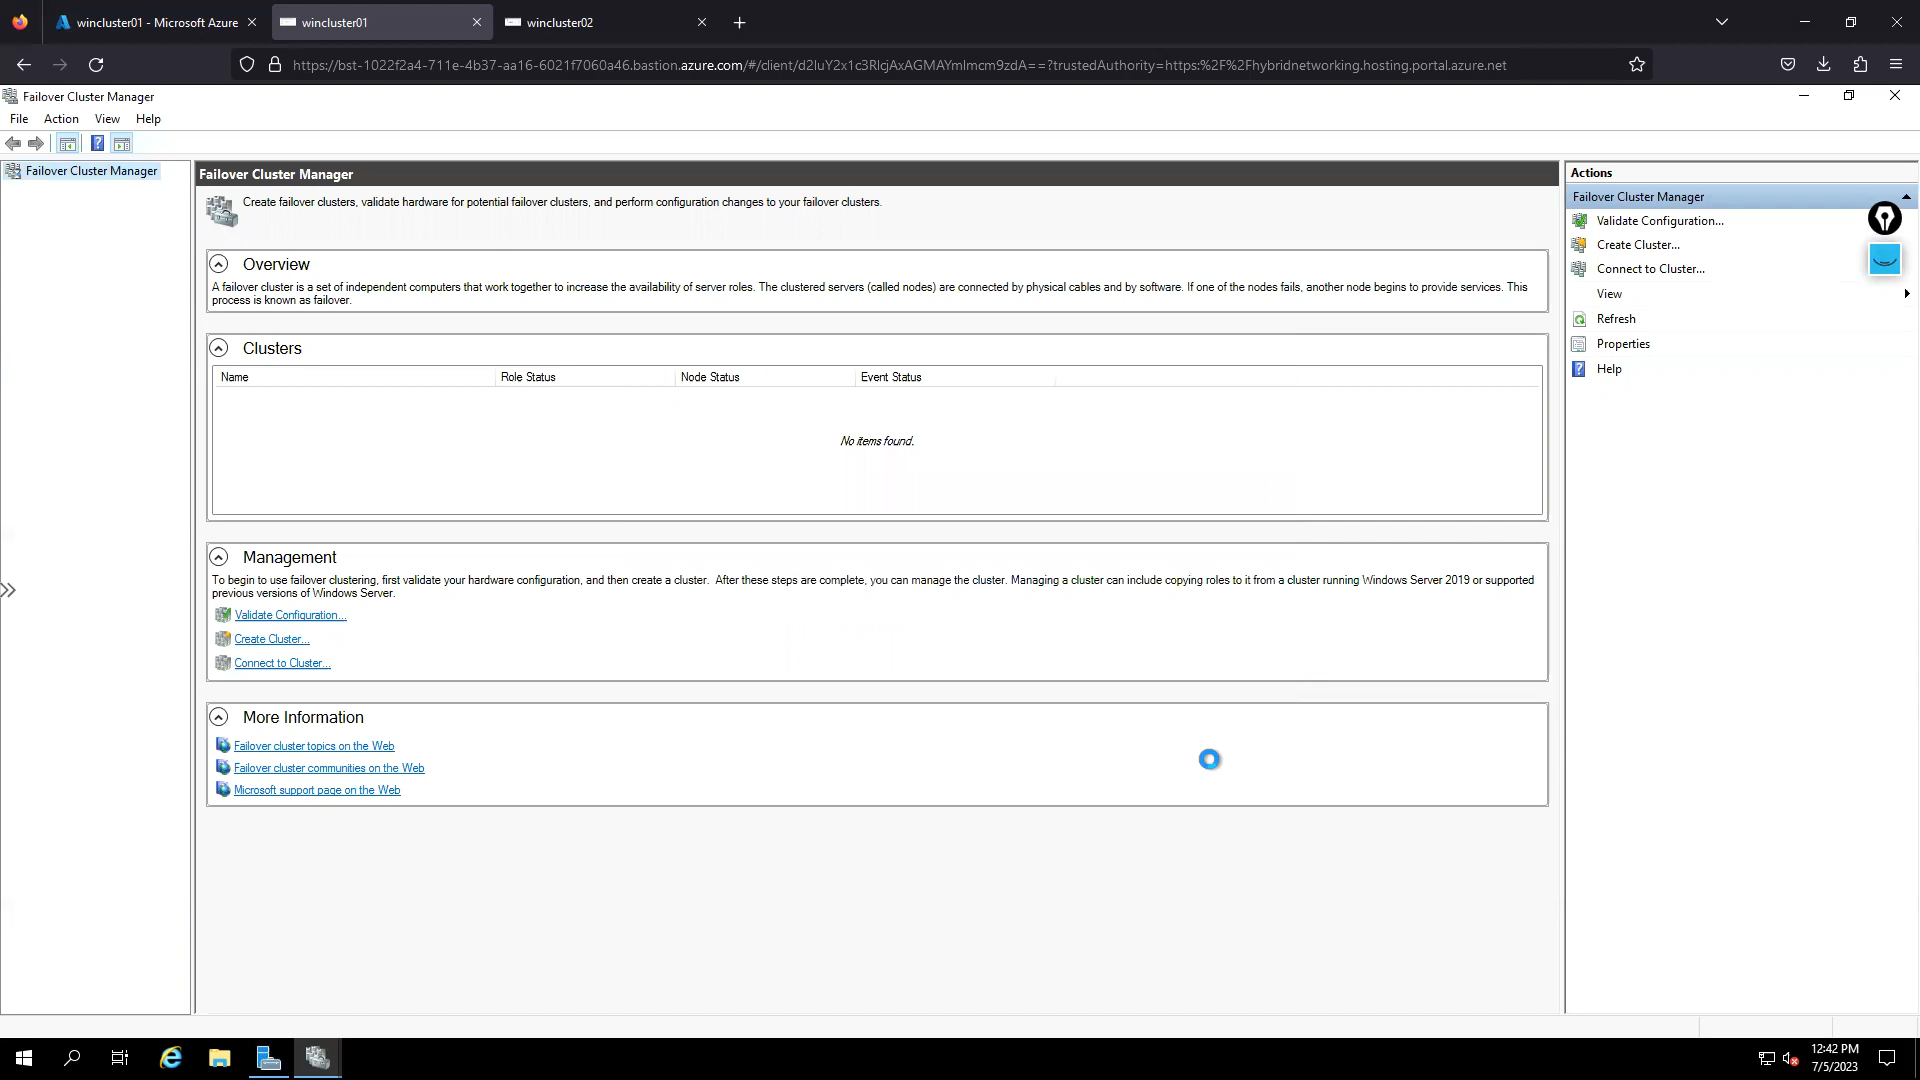 wincluster01 - Microsoft Azure
wincluster01
wincluster02
https://bst-1022f2a4-711e-4b37-aa16-6021f7060a46.bastion.azure.com/#/client/d2luY2x1c3RlcjAxAGMAYmlmcm9zdA==?trustedAuthority=https:%2F%2Fhybridnetworking.hosting.portal.azure.net
Failover Cluster Manager
File Action View Help
Failover Cluster Manager
Failover Cluster Manager
Create failover clusters, validate hardware for potential failover clusters, and perform configuration changes to your failover clusters.
Overview
A failover cluster is a set of independent computers that work together to increase the availability of server roles. The clustered servers (called nodes) are connected by physical cables and by software. If one of the nodes fails, another node begins to provide services. This
process is known as failover.
Clusters
Name Role Status Node Status Event Status
No items found.
Management
To begin to use failover clustering, first validate your hardware configuration, and then create a cluster. After these steps are complete, you can manage the cluster. Managing a cluster can include copying roles to it from a cluster running Windows Server 2019 or supported
previous versions of Windows Server.
Validate Configuration...
Create Cluster...
Connect to Cluster...
More Information
Failover cluster topics on the Web
Failover cluster communities on the Web
Microsoft support page on the Web
Actions
Failover Cluster Manager
Validate Configuration...
Create Cluster...
Connect to Cluster...
View
Refresh
Properties
Help
12:42 PM
7/5/2023